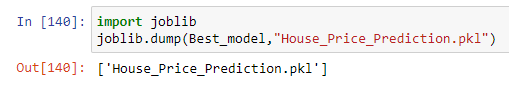 In [140]: import joblib
joblib.dump(Best_model,"House_Price_Prediction.pkl")
Out[140]: ['House_Price_Prediction.pkl']